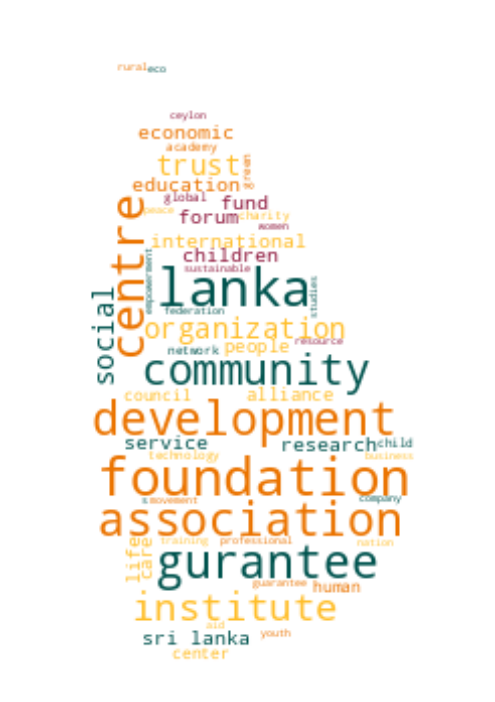 rural eco
ceylon
economic
academy
trust
green
education
global fund
peace
forum charity
women
centre
international
children
sustainable
empowerment
lanka
studies
social
federation
organization
resource
network people
community
council alliance
development
service research child
technology business
foundation
s movement company
association
life
care
training professional nation
gurantee
guarantee human
institute
aid
sri lanka youth
center